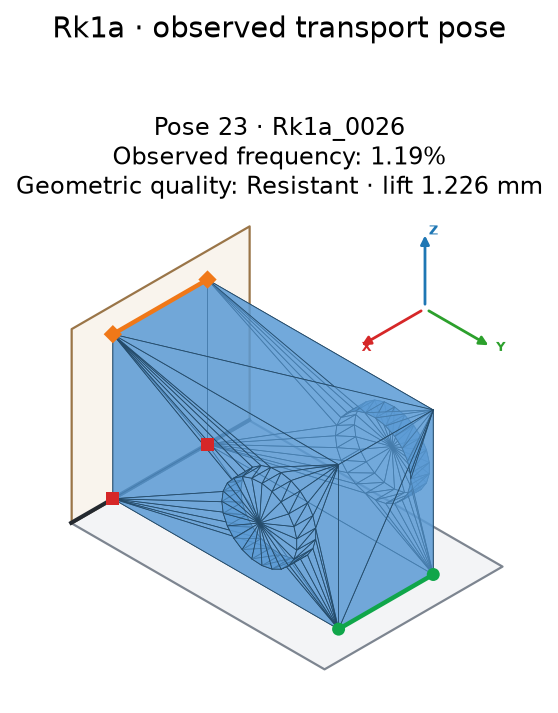 Rk1a · observed transport pose
Pose 23 · Rk1a_0026
Observed frequency: 1.19%
Geometric quality: Resistant · lift 1.226 mm
Z
X
Y